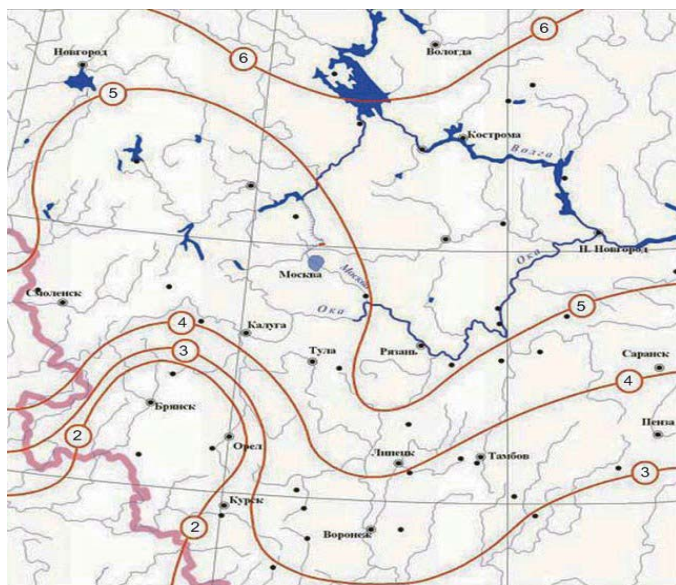 6
6
Новгород
Вологда
5
Кострома
Волга
Н. Новгород
Ока
Москва
Москва
Смоленск
Ока
5
4
Калуга
3
Тула
Рязань
Саранск
4
Брянск
2
Орел
Липецк
Тамбов
Пенза
3
Курск
2
Воронеж